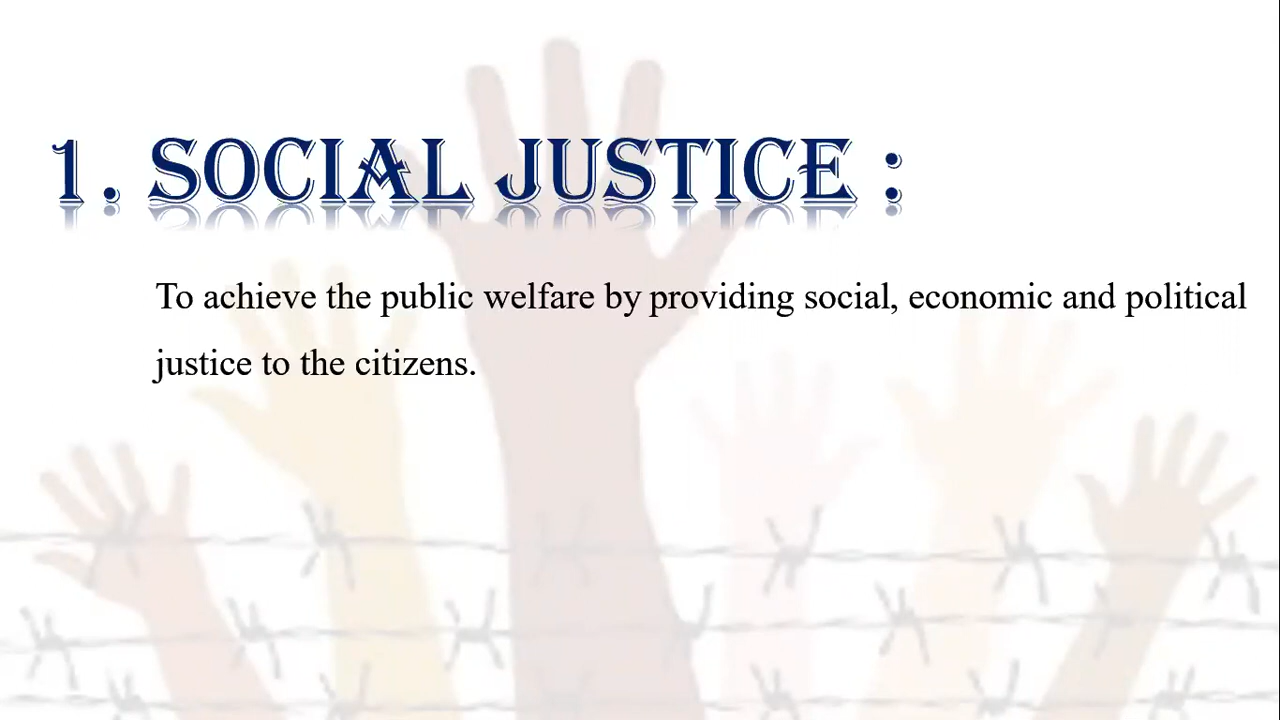 1. SOCIAL JUSTICE :
To achieve the public welfare by providing social, economic and political
justice to the citizens.